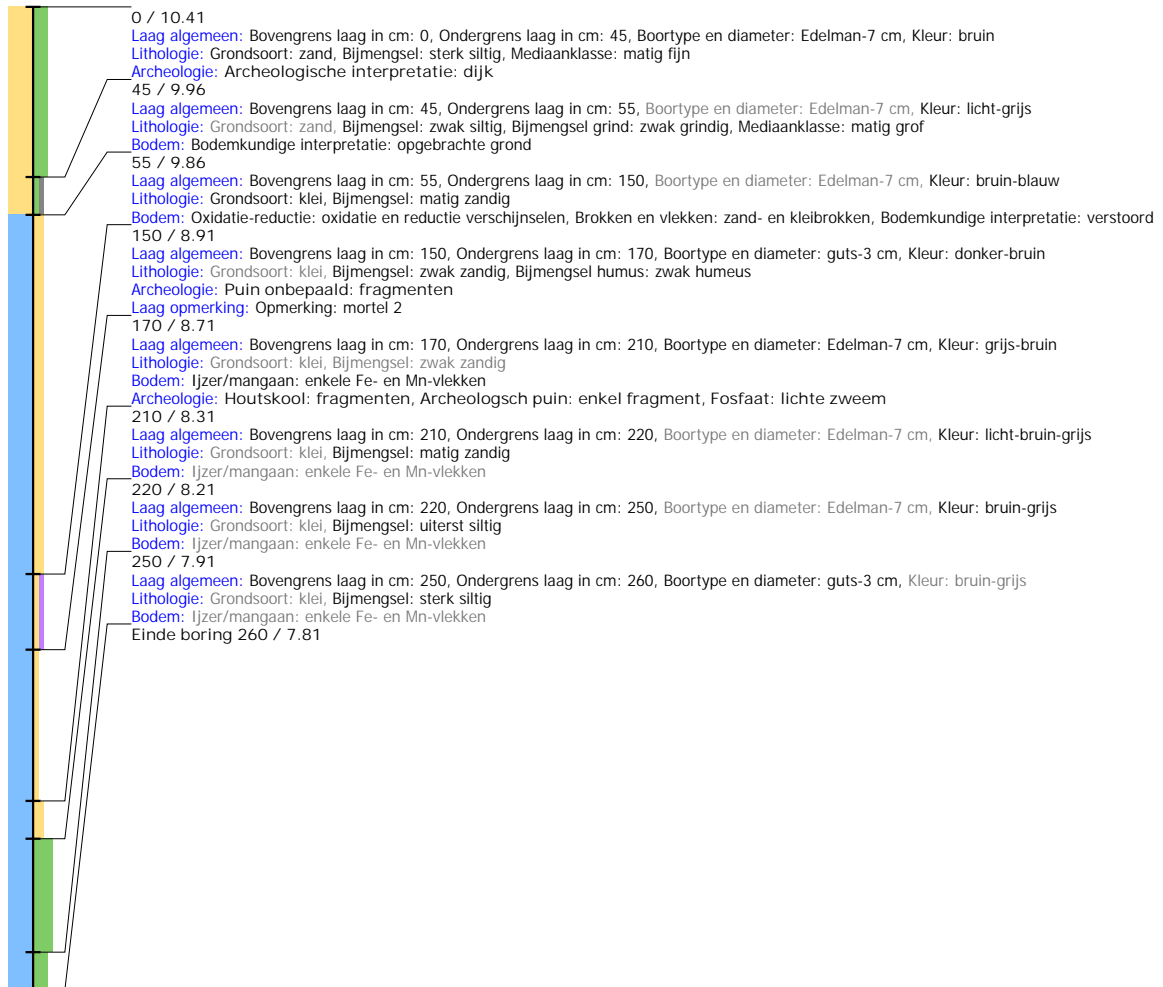 0 / 10.41
Laag algemeen: Bovengrens laag in cm: 0, Ondergrens laag in cm: 45, Boortype en diameter: Edelman-7 cm, Kleur: bruin
Lithologie: Grondsoort: zand, Bijmengsel: sterk siltig, Mediaanklasse: matig fijn
Archeologie: Archeologische interpretatie: dijk
45 / 9.96
Laag algemeen: Bovengrens laag in cm: 45, Ondergrens laag in cm: 55, Boortype en diameter: Edelman-7 cm, Kleur: licht-grijs
Lithologie: Grondsoort: zand, Bijmengsel: zwak siltig, Bijmengsel grind: zwak grindig, Mediaanklasse: matig grof
Bodem: Bodemkundige interpretatie: opgebrachte grond
55 / 9.86
Laag algemeen: Bovengrens laag in cm: 55, Ondergrens laag in cm: 150, Boortype en diameter: Edelman-7 cm, Kleur: bruin-blauw
Lithologie: Grondsoort: klei, Bijmengsel: matig zandig
Bodem: Oxidatie-reductie: oxidatie en reductie verschijnselen, Brokken en vlekken: zand- en kleibrokken, Bodemkundige interpretatie: verstoord
150 / 8.91
Laag algemeen: Bovengrens laag in cm: 150, Ondergrens laag in cm: 170, Boortype en diameter: guts-3 cm, Kleur: donker-bruin
Lithologie: Grondsoort: klei, Bijmengsel: zwak zandig, Bijmengsel humus: zwak humeus
Archeologie: Puin onbepaald: fragmenten
Laag opmerking: Opmerking: mortel 2
170 / 8.71
Laag algemeen: Bovengrens laag in cm: 170, Ondergrens laag in cm: 210, Boortype en diameter: Edelman-7 cm, Kleur: grijs-bruin
Lithologie: Grondsoort: klei, Bijmengsel: zwak zandig
Bodem: Ijzer/mangaan: enkele Fe- en Mn-vlekken
Archeologie: Houtskool: fragmenten, Archeologsch puin: enkel fragment, Fosfaat: lichte zweem
210 / 8.31
Laag algemeen: Bovengrens laag in cm: 210, Ondergrens laag in cm: 220, Boortype en diameter: Edelman-7 cm, Kleur: licht-bruin-grijs
Lithologie: Grondsoort: klei, Bijmengsel: matig zandig
Bodem: Ijzer/mangaan: enkele Fe- en Mn-vlekken
220 / 8.21
Laag algemeen: Bovengrens laag in cm: 220, Ondergrens laag in cm: 250, Boortype en diameter: Edelman-7 cm, Kleur: bruin-grijs
Lithologie: Grondsoort: klei, Bijmengsel: uiterst siltig
Bodem: Ijzer/mangaan: enkele Fe- en Mn-vlekken
250 / 7.91
Laag algemeen: Bovengrens laag in cm: 250, Ondergrens laag in cm: 260, Boortype en diameter: guts-3 cm, Kleur: bruin-grijs
Lithologie: Grondsoort: klei, Bijmengsel: sterk siltig
Bodem: Ijzer/mangaan: enkele Fe- en Mn-vlekken
Einde boring 260 / 7.81